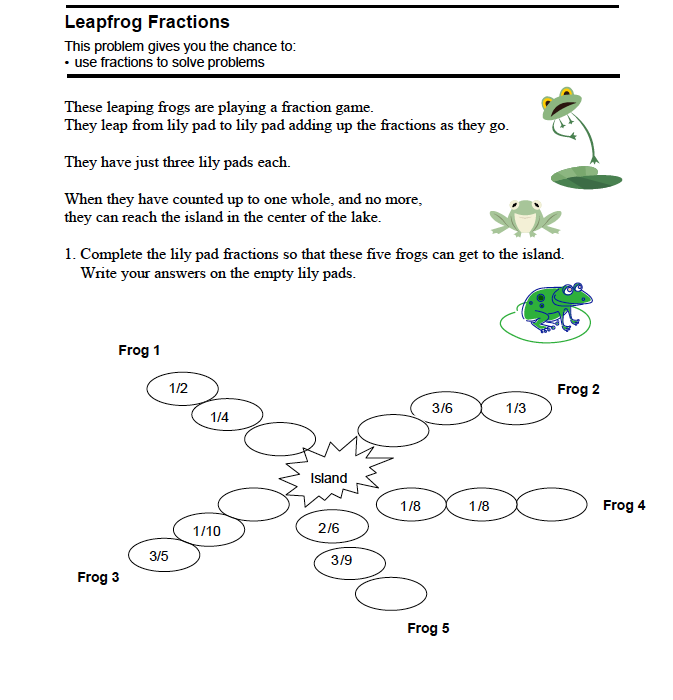 Leapfrog Fractions
This problem gives you the chance to:
• use fractions to solve problems
These leaping frogs are playing a fraction game.
They leap from lily pad to lily pad adding up the fractions as they go.
They have just three lily pads each.
When they have counted up to one whole, and no more,
they can reach the island in the center of the lake.
1. Complete the lily pad fractions so that these five frogs can get to the island.
Write your answers on the empty lily pads.
Frog 1
1/2
1/4
Frog 2
3/6
1/3
Island
Frog 4
1/8
1/8
Frog 3
3/5
1/10
2/6
3/9
Frog 5